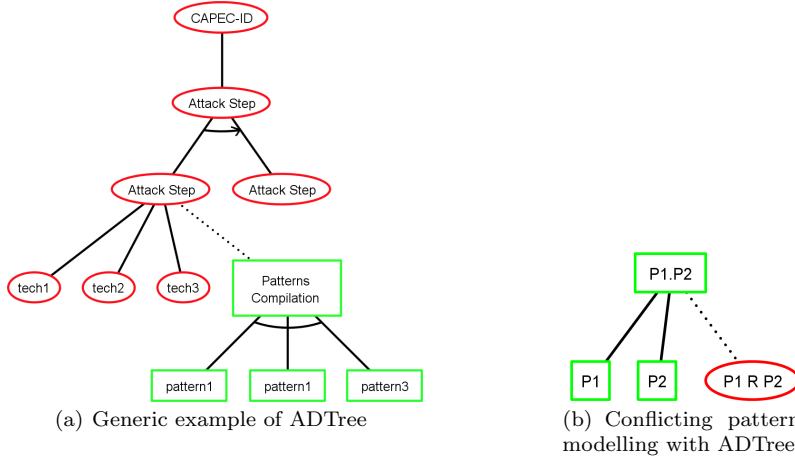 CAPEC-ID
Attack Step
Attack Step
Attack Step
tech1
tech2
tech3
Patterns
Compilation
pattern1
pattern1
pattern3
(a) Generic example of ADTree
P1.P2
P1
P2
P1 R P2
(b) Conflicting pattern
modelling with ADTree